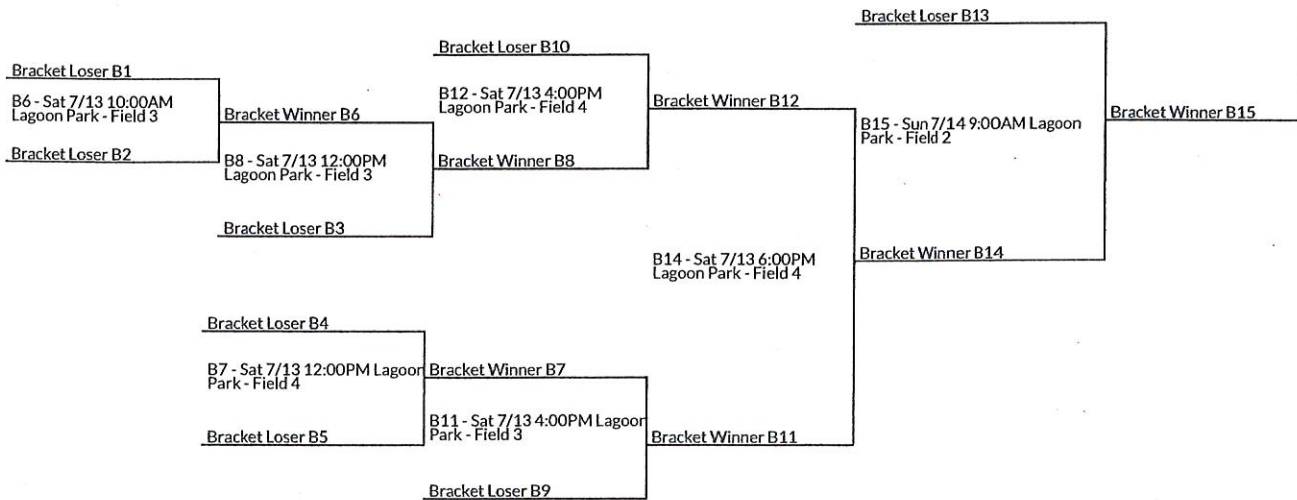 Bracket Loser B13
Bracket Loser B10
Bracket Loser B1
B6 - Sat 7/13 10:00AM
Lagoon Park - Field 3
Bracket Loser B2
Bracket Winner B6
B8 - Sat 7/13 12:00PM
Lagoon Park - Field 3
Bracket Loser B3
B12 - Sat 7/13 4:00PM
Lagoon Park - Field 4
Bracket Winner B8
Bracket Winner B12
B15 - Sun 7/14 9:00AM Lagoon
Park - Field 2
Bracket Winner B15
B14 - Sat 7/13 6:00PM
Lagoon Park - Field 4
Bracket Winner B14
Bracket Loser B4
B7 - Sat 7/13 12:00PM Lagoon
Park - Field 4
Bracket Loser B5
Bracket Winner B7
B11 - Sat 7/13 4:00PM Lagoon
Park - Field 3
Bracket Loser B9
Bracket Winner B11